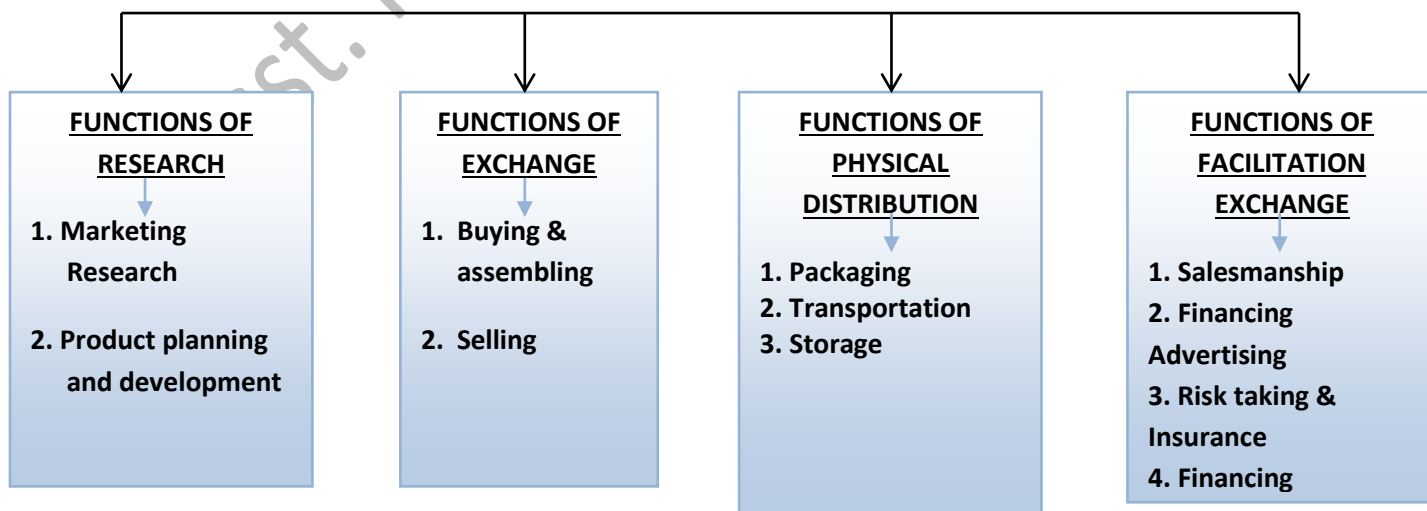 st.
FUNCTIONS OF
RESEARCH
1. Marketing
Research
2. Product planning
and development
FUNCTIONS OF
EXCHANGE
1. Buying &
assembling
2. Selling
FUNCTIONS OF
PHYSICAL
DISTRIBUTION
1. Packaging
2. Transportation
3. Storage
FUNCTIONS OF
FACILITATION
EXCHANGE
1. Salesmanship
2. Financing
Advertising
3. Risk taking &
Insurance
4. Financing